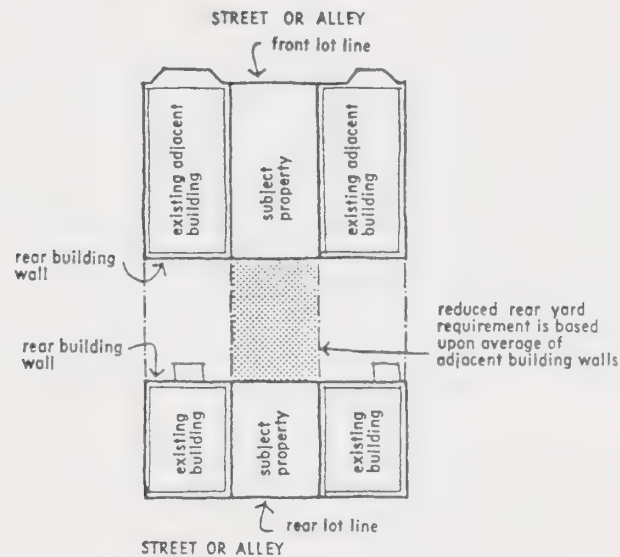 STREET OR ALLEY
front lot line
existing adjacent
building
subject
property
existing adjacent
building
rear building
wall
reduced rear yard
requirement is based
upon average of
adjacent building walls
rear building
wall
existing
building
subject
property
existing
building
rear lot line
STREET OR ALLEY